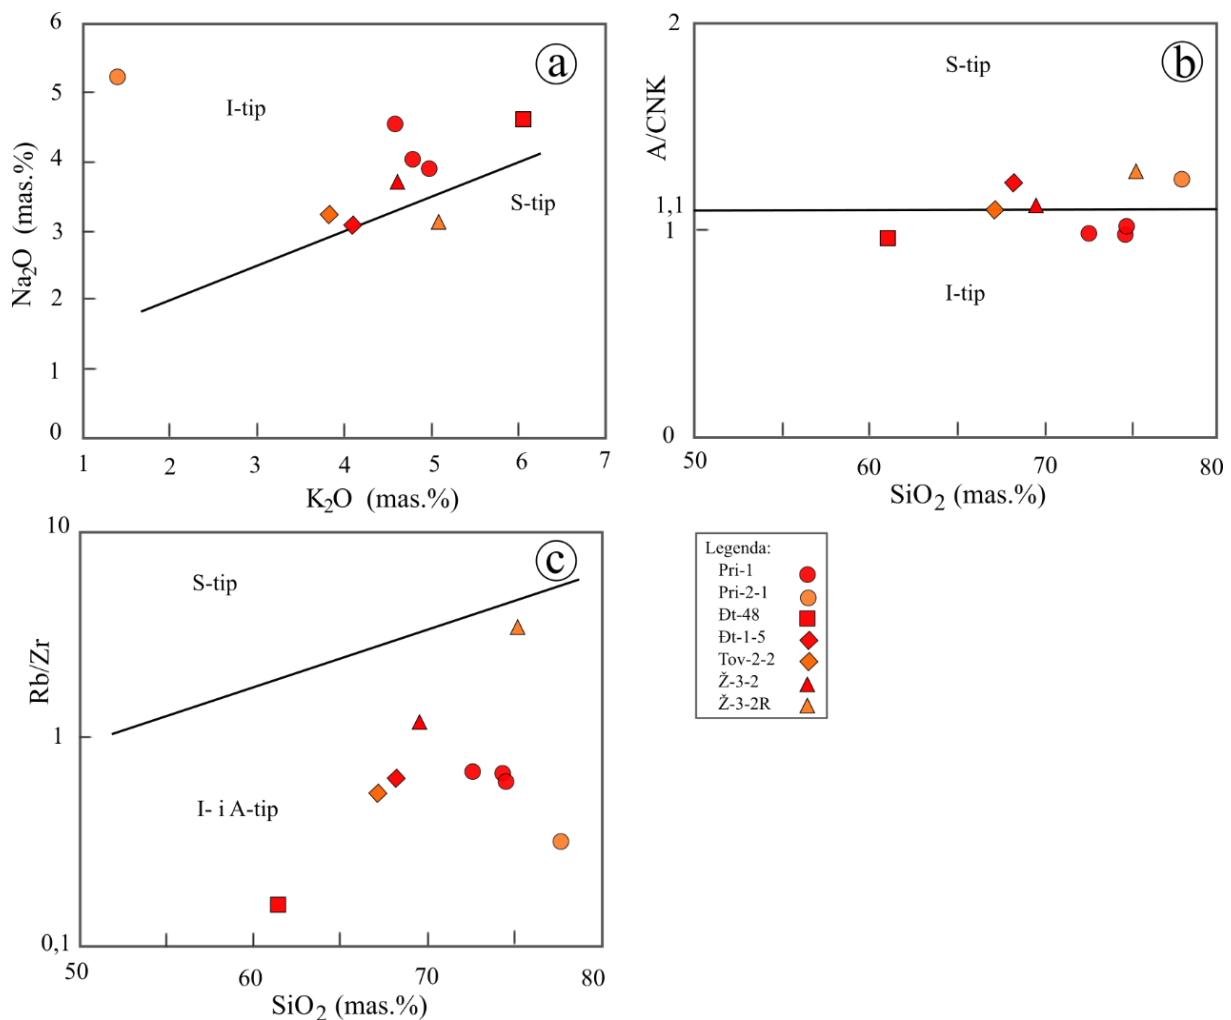 6
5
4
3
2
1
0
Na₂O (mas.%)
I-tip
S-tip
a
1
2
3
4
5
6
7
K₂O (mas.%)
2
1,1
1
0
A/CNK
S-tip
I-tip
b
50
60
70
80
SiO₂ (mas.%)
10
1
0,1
Rb/Zr
S-tip
I- i A-tip
c
50
60
70
80
SiO₂ (mas.%)
Legenda:
Pri-1
Pri-2-1
Đt-48
Đt-1-5
Tov-2-2
Ž-3-2
Ž-3-2R